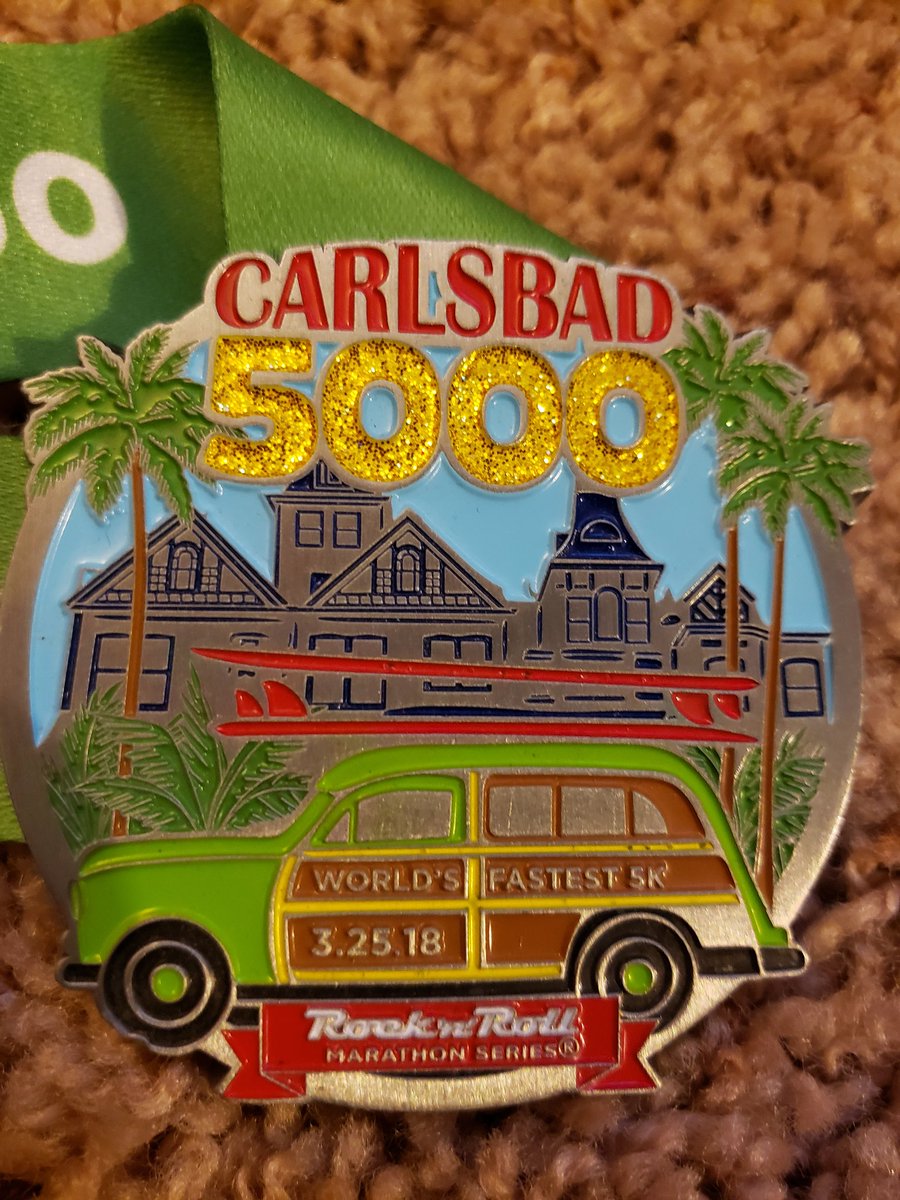 CARLSBAD
5000
WORLD'S FASTEST 5K
3.25.18
Rock'n'Roll
MARATHON SERIES®